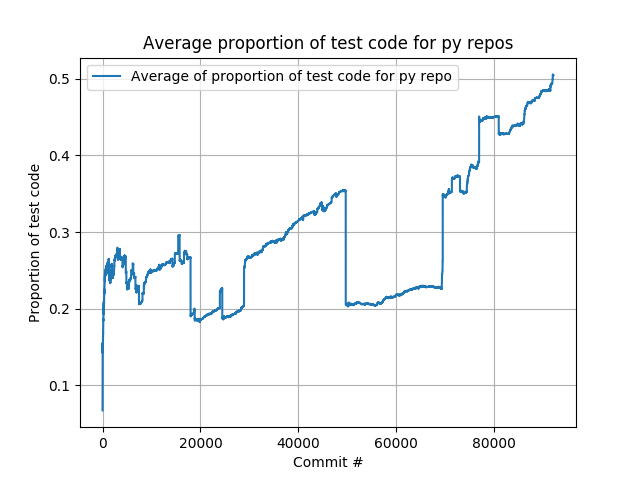 Average proportion of test code for py repos
Average of proportion of test code for py repo
Proportion of test code
0.5
0.4
0.3
0.2
0.1
0 20000 40000 60000 80000
Commit #